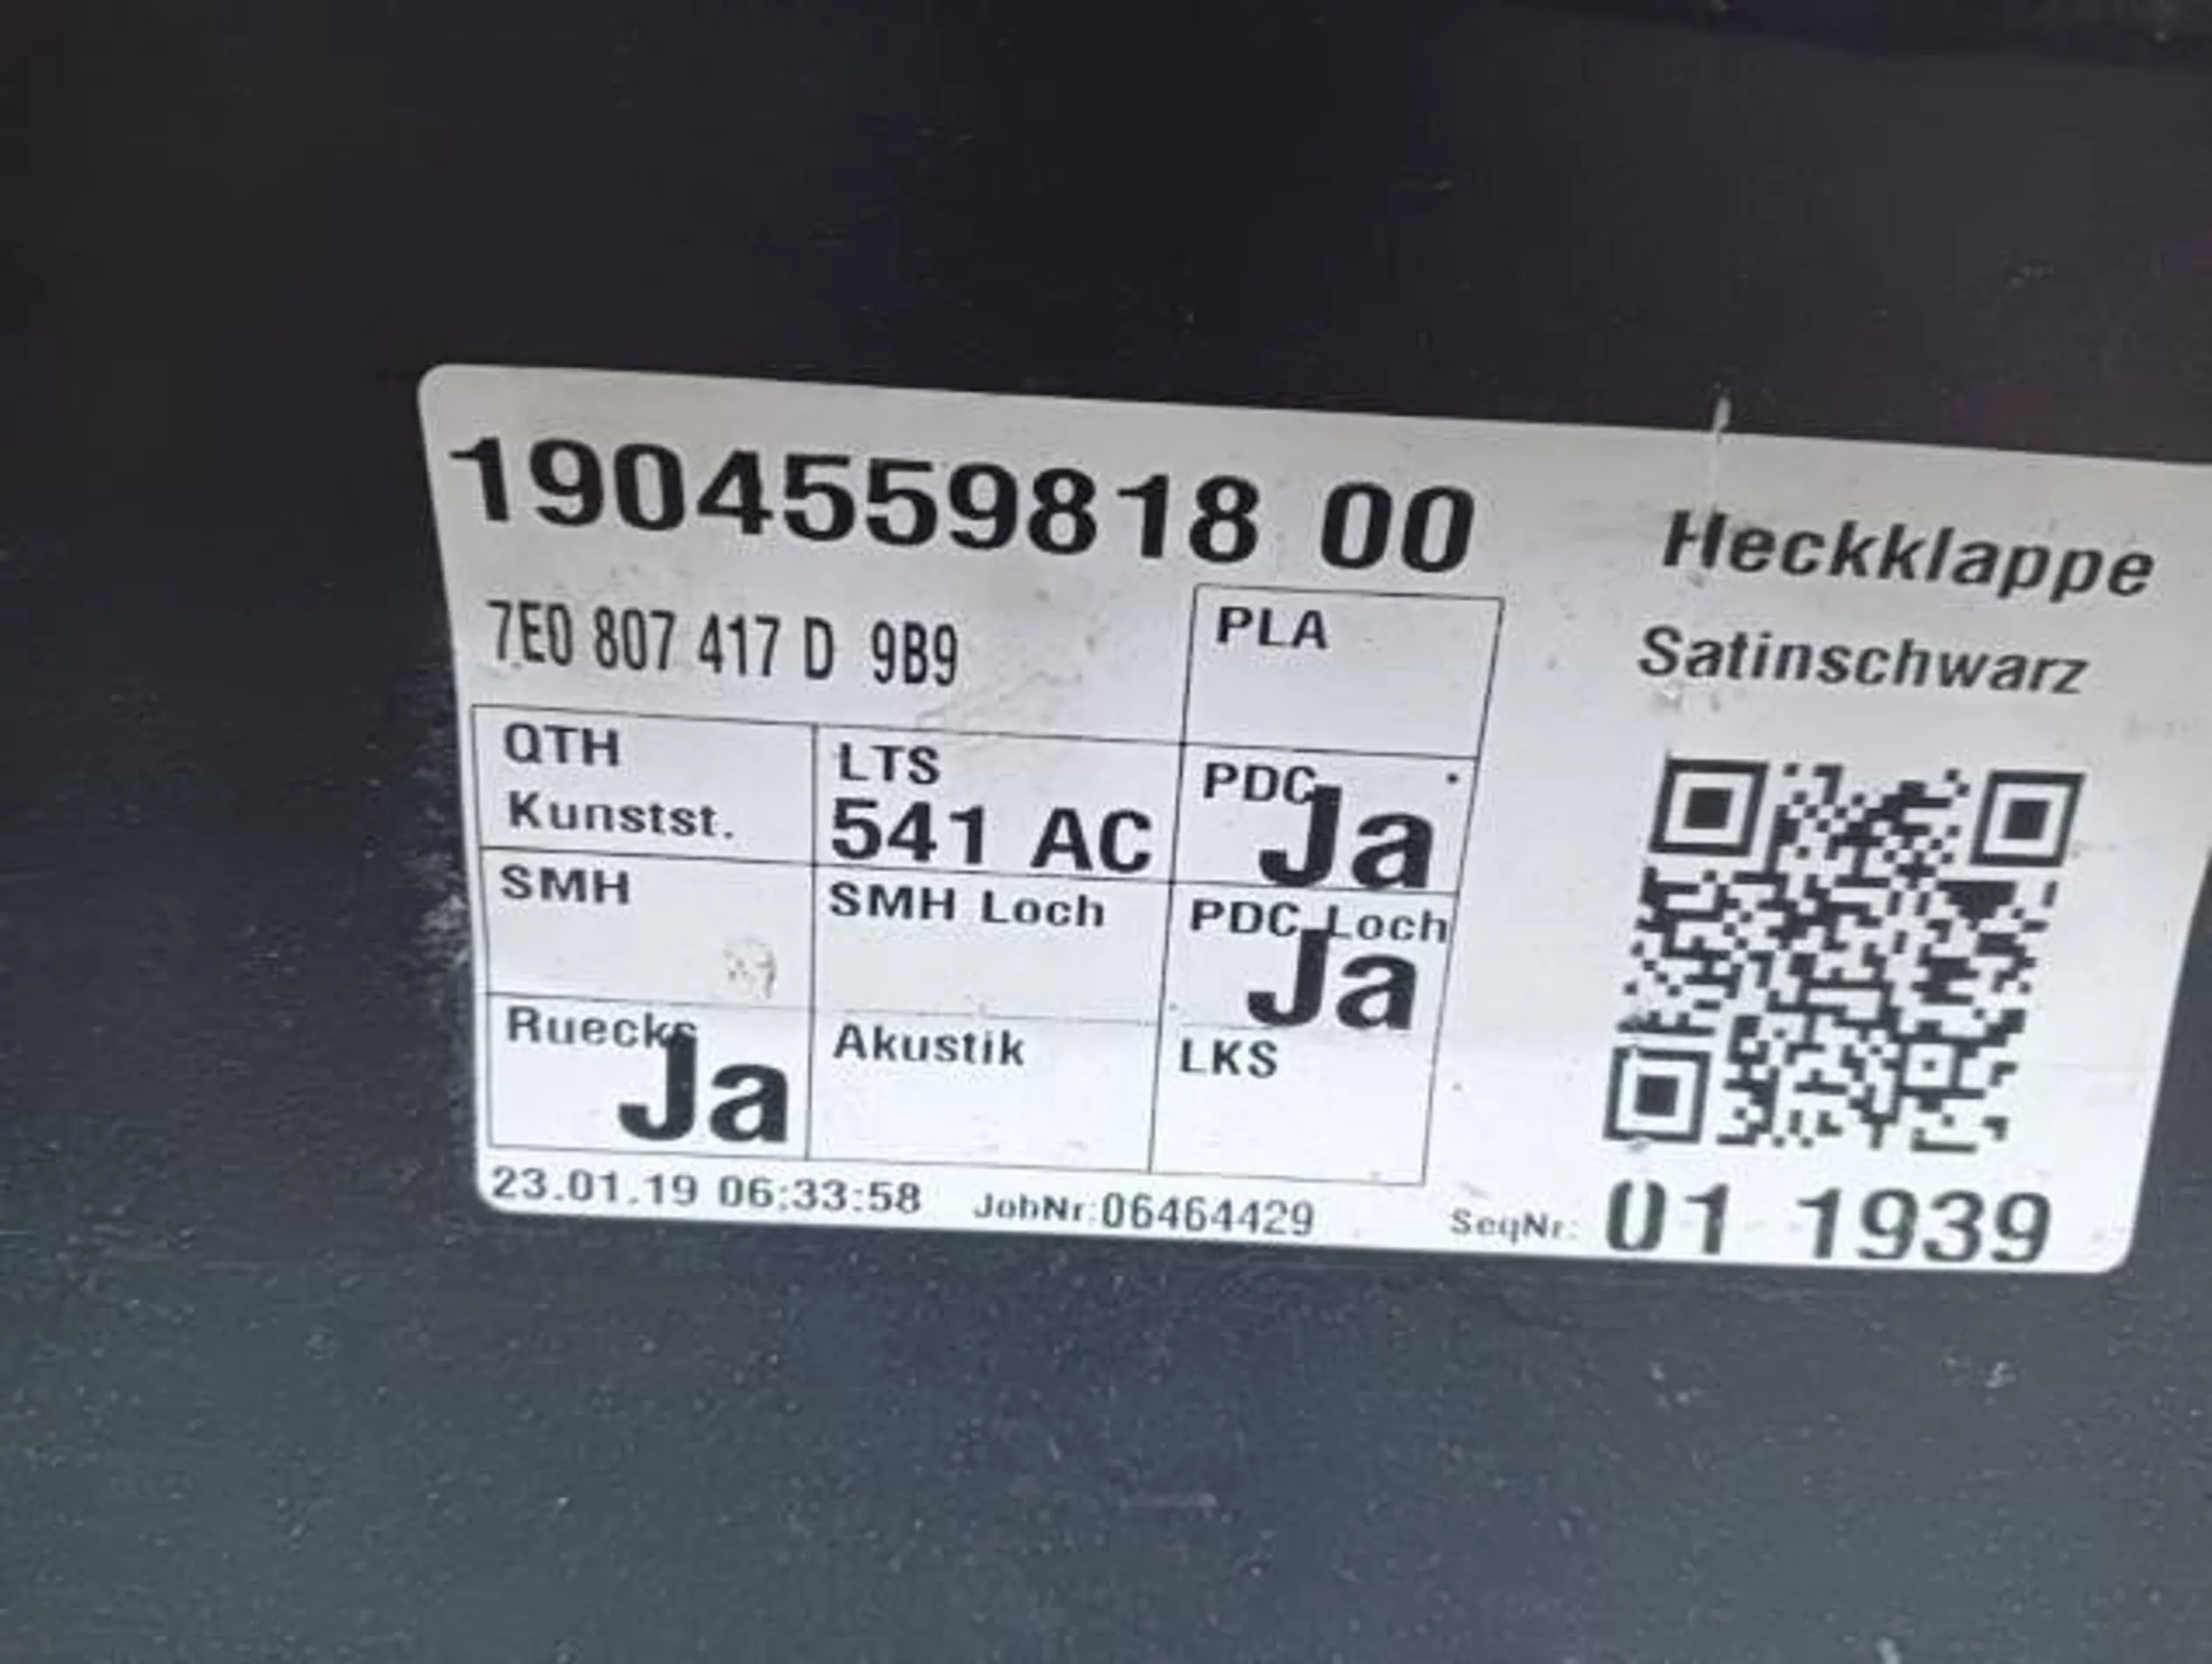 1904559818 00
Heckklappe
7E0 807 417 D 9B9
PLA
Satinschwarz
QTH
Kunstst.
LTS
541 AC
PDC
Ja
SMH
SMH Loch
PDC Loch
Ja
Ruecks
Ja
Akustik
LKS
23.01.19 06:33:58 JobNr:06464429 SeqNr: 01 1939